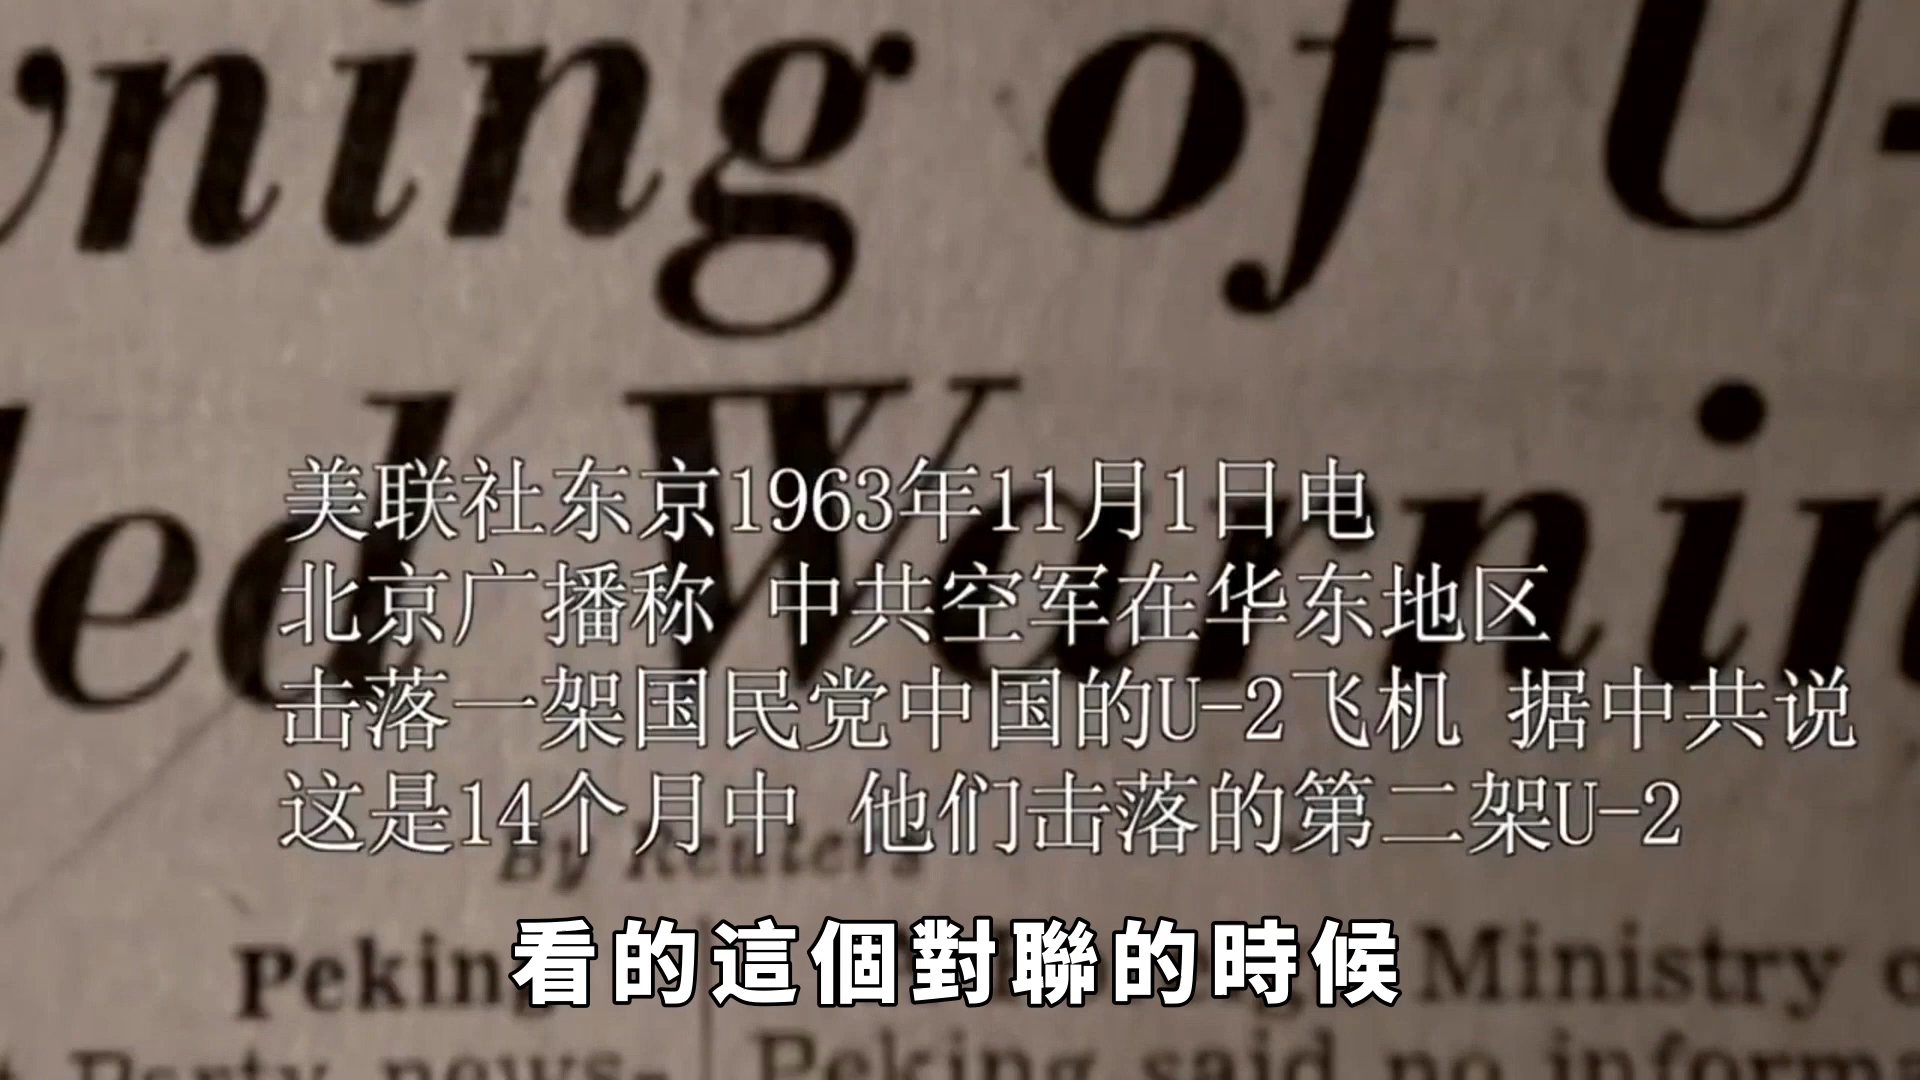 ning of U-
Warnin
美联社东京1963年11月1日电
北京广播称 中共空军在华东地区
击落一架国民党中国的U-2飞机 据中共说
这是14个月中 他们击落的第二架U-2
By Reuters
看的這個對聯的時候
Peking Ministry
Party news- Peking said no informa